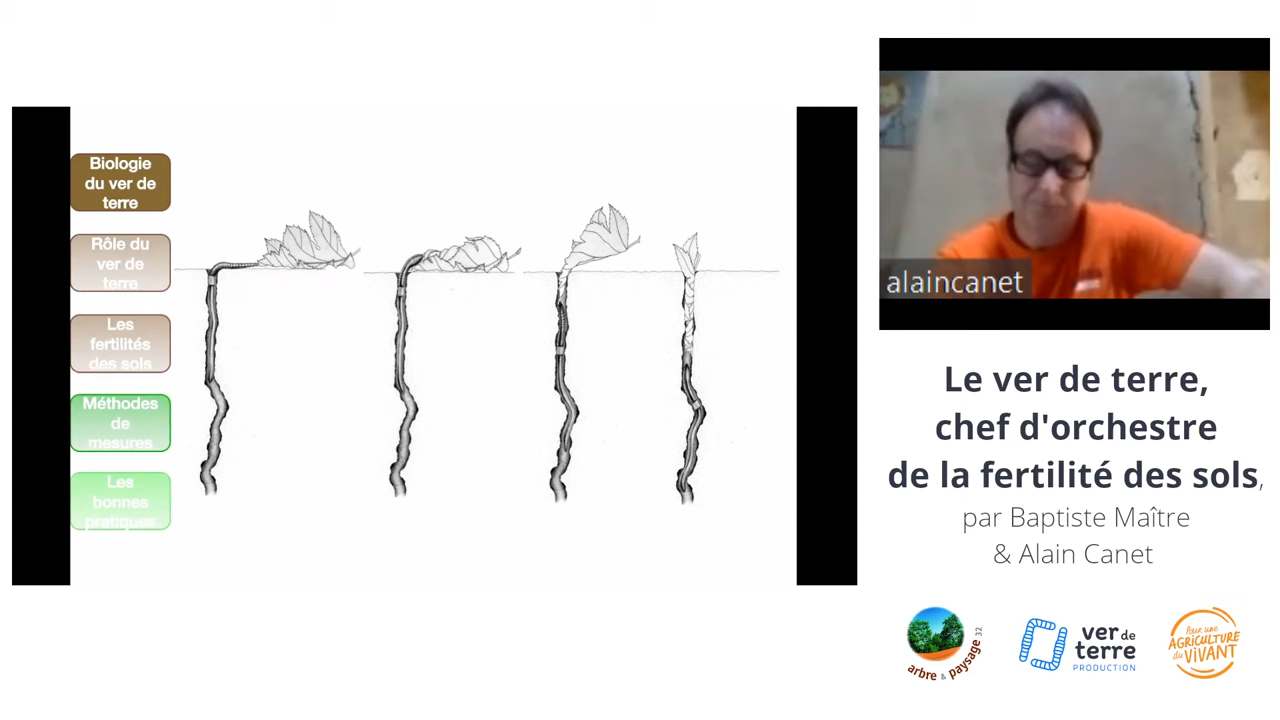 Biologie
du ver de
terre
Rôle du
ver de
terre
Les
fertilités
des sols
Méthodes
de
mesures
Les
bonnes
pratiques
alaincanet
Le ver de terre,
chef d'orchestre
de la fertilité des sols,
par Baptiste Maître
& Alain Canet
arbre & paysage 32
ver de
terre
PRODUCTION
Pour une
AGRICULTURE
du VIVANT